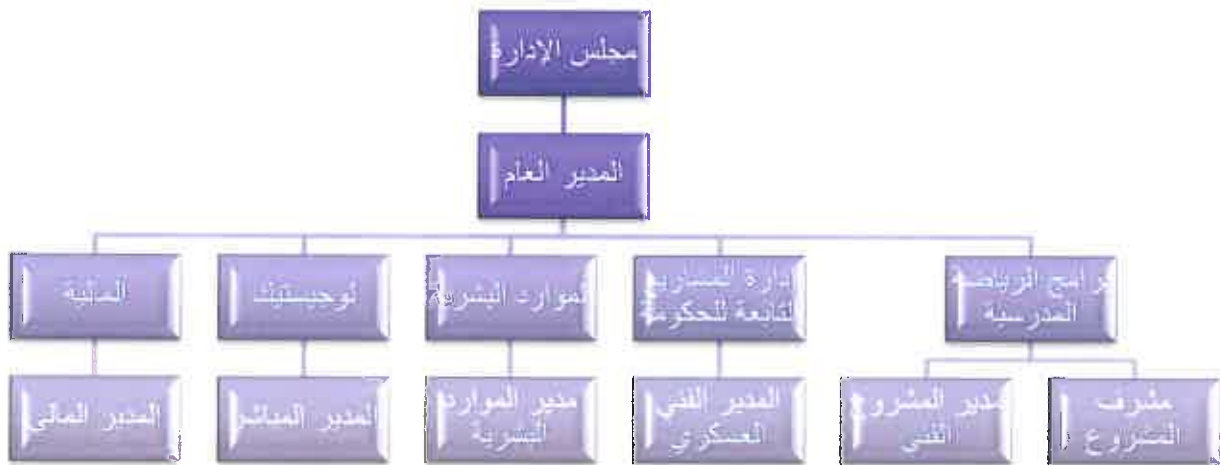 مجلس الإدارة
المدير العام
برامج الرياضة
المدرسية
إدارة المشاريع
التابعة للحكومة
الموارد البشرية
لوجيستيك
المالية
مشرف
المشروع
مدير المشروع
الفني
المدير الفني
العسكري
مدير الموارد
البشرية
المدير المباشر
المدير المالي